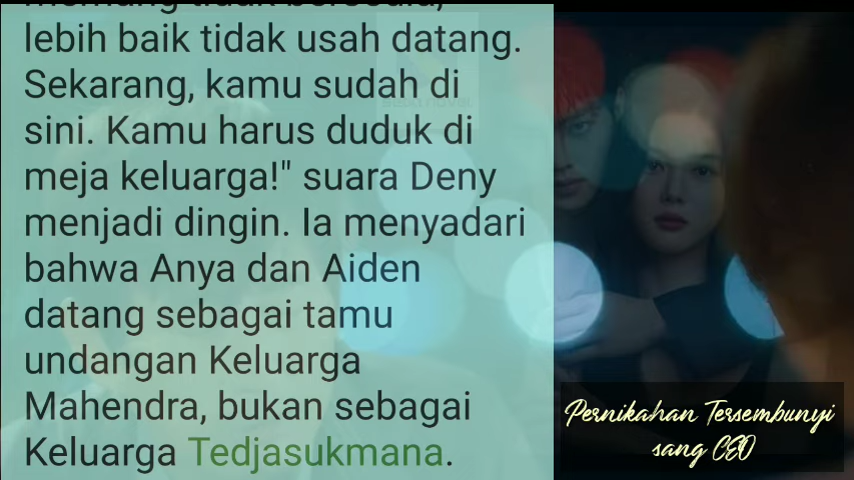 lebih baik tidak usah datang.
Sekarang, kamu sudah di
sini. Kamu harus duduk di
meja keluarga!" suara Deny
menjadi dingin. Ia menyadari
bahwa Anya dan Aiden
datang sebagai tamu
undangan Keluarga
Mahendra, bukan sebagai
Keluarga Tedjasukmana.
Pernikahan Tersembunyi
sang CEO